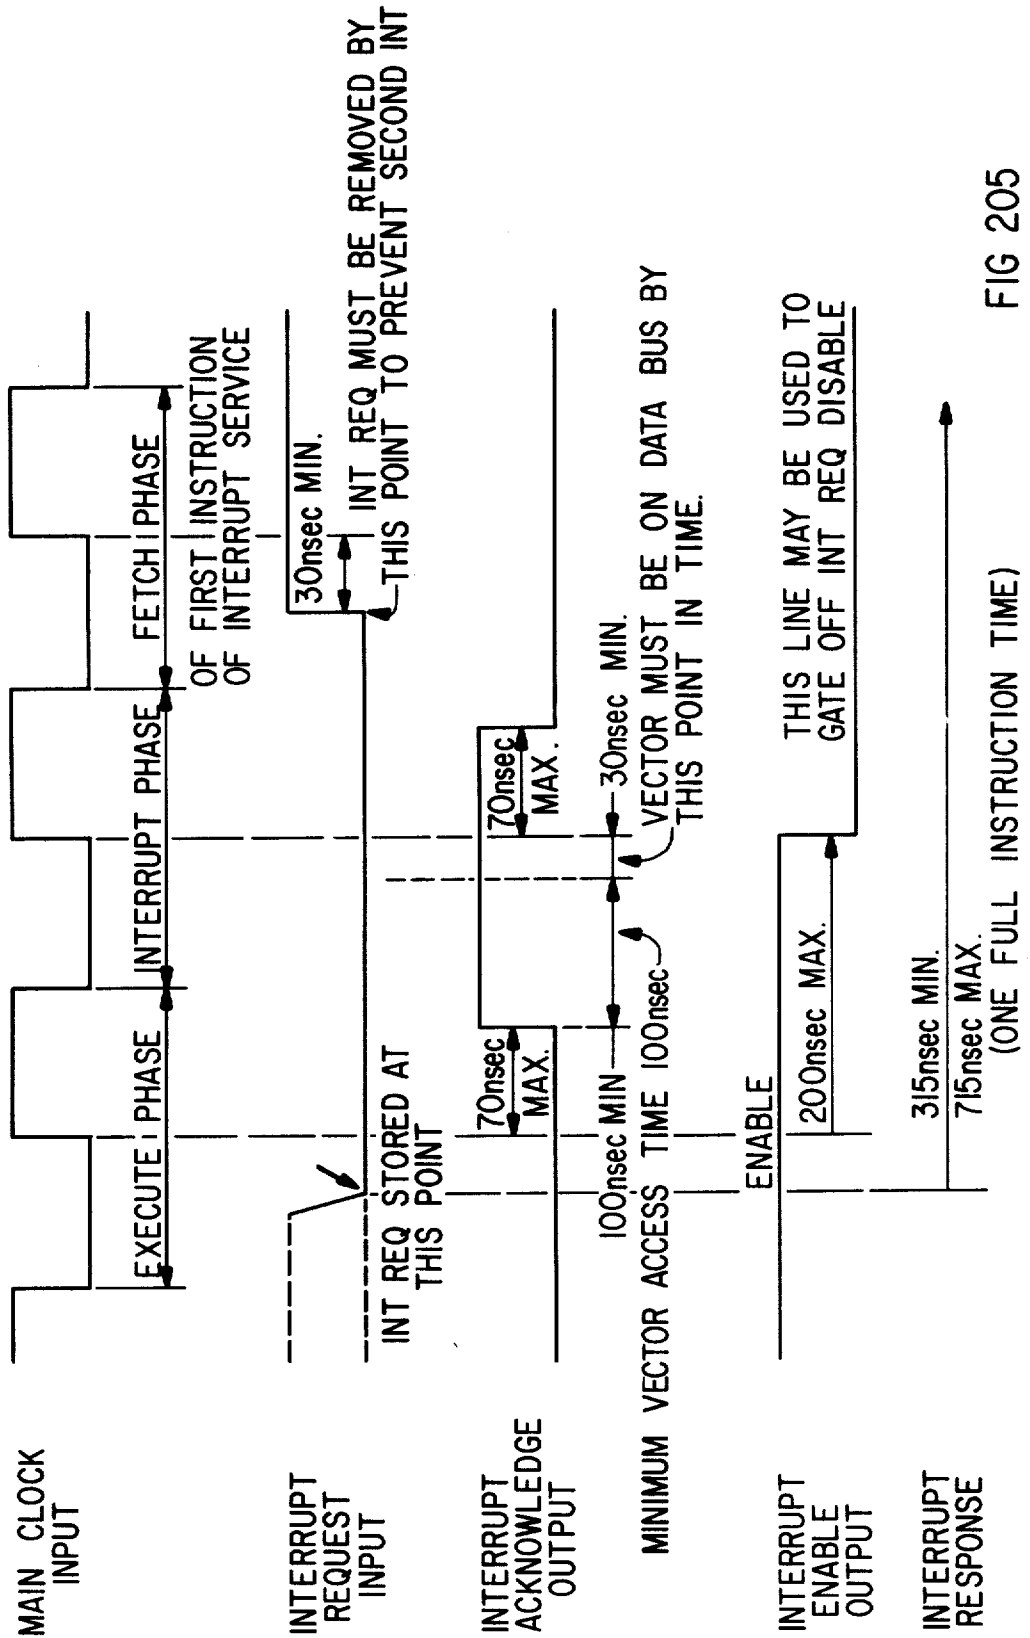 MAIN CLOCK
INPUT
EXECUTE PHASE
INTERRUPT PHASE
FETCH PHASE
OF FIRST INSTRUCTION
OF INTERRUPT SERVICE
INTERRUPT
REQUEST
INPUT
INT REQ STORED AT
THIS POINT
30nsec MIN.
INT REQ MUST BE REMOVED BY
THIS POINT TO PREVENT SECOND INT
INTERRUPT
ACKNOWLEDGE
OUTPUT
70nsec
MAX.
70nsec
MAX.
100nsec MIN
30nsec MIN.
MINIMUM VECTOR ACCESS TIME 100nsec
VECTOR MUST BE ON DATA BUS BY
THIS POINT IN TIME.
INTERRUPT
ENABLE
OUTPUT
ENABLE
200nsec MAX.
THIS LINE MAY BE USED TO
GATE OFF INT REQ DISABLE
INTERRUPT
RESPONSE
315nsec MIN.
715nsec MAX.
(ONE FULL INSTRUCTION TIME)
FIG 205